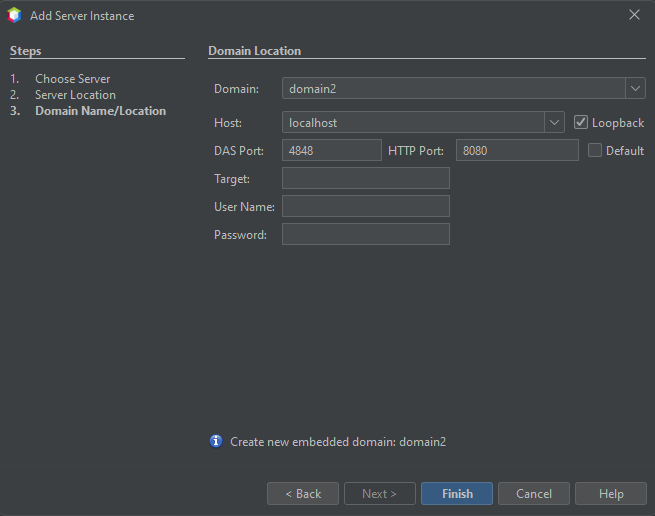 Add Server Instance
Steps
1. Choose Server
2. Server Location
3. Domain Name/Location
Domain Location
Domain: domain2
Host: localhost Loopback
DAS Port: 4848 HTTP Port: 8080 Default
Target:
User Name:
Password:
Create new embedded domain: domain2
< Back Next > Finish Cancel Help